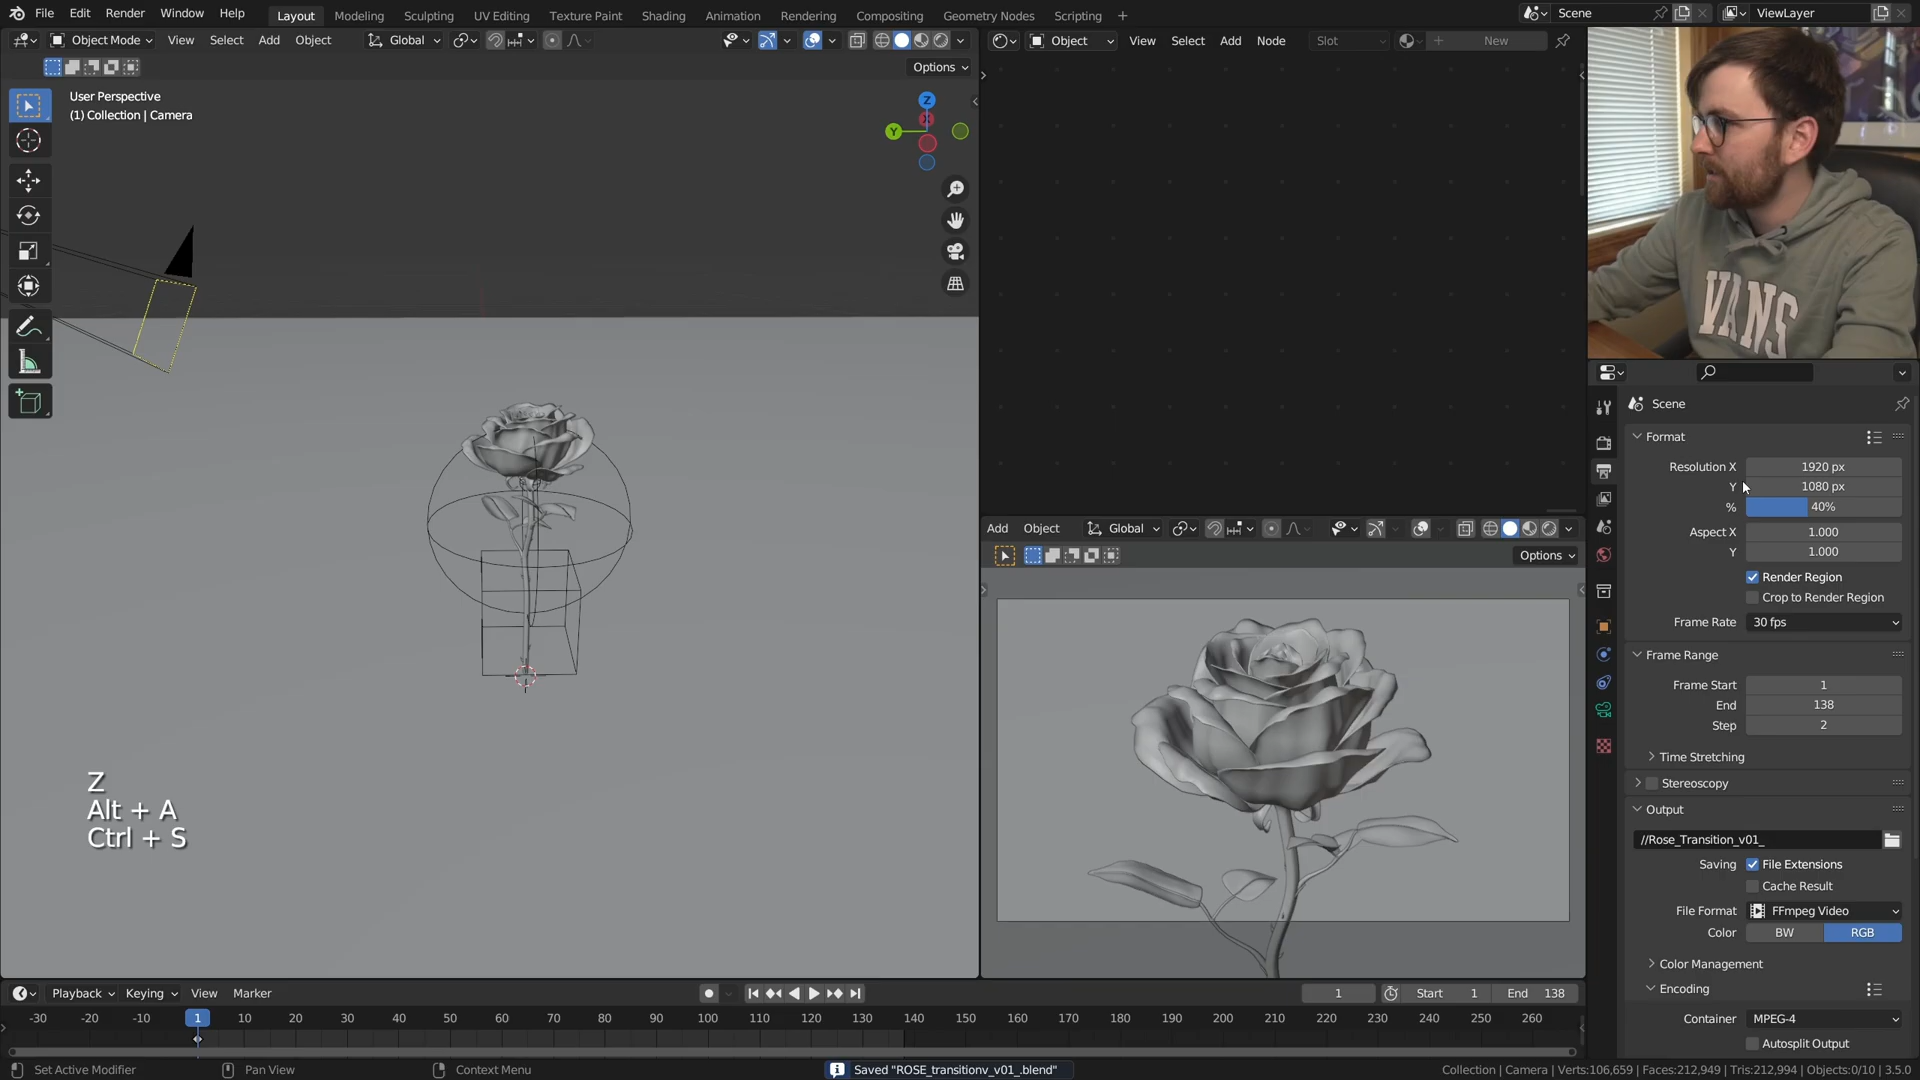 File Edit Render Window Help Layout Modeling Sculpting UV Editing Texture Paint Shading Animation Rendering Compositing Geometry Nodes Scripting + Scene ViewLayer
Object Mode View Select Add Object Global
Object View Select Add Node Slot New
Options
User Perspective
(1) Collection | Camera
Z
X
Y
VANS
Z
Alt + A
Ctrl + S
Add Object Global
Options
Scene
Format
Resolution X 1920 px
Y 1080 px
% 40%
Aspect X 1.000
Y 1.000
Render Region
Crop to Render Region
Frame Rate 30 fps
Frame Range
Frame Start 1
End 138
Step 2
Time Stretching
Stereoscopy
Output
//Rose_Transition_v01_
Saving File Extensions
Cache Result
File Format FFmpeg Video
Color BW RGB
Color Management
Encoding
Container MPEG-4
Autosplit Output
Playback Keying View Marker 1 Start 1 End 138
-30 -20 -10 1 10 20 30 40 50 60 70 80 90 100 110 120 130 140 150 160 170 180 190 200 210 220 230 240 250 260
Set Active Modifier Pan View Context Menu Saved "ROSE_transitionv_v01_.blend" Collection | Camera | Verts:106,659 | Faces:212,949 | Tris:212,994 | Objects:0/10 | 3.5.0